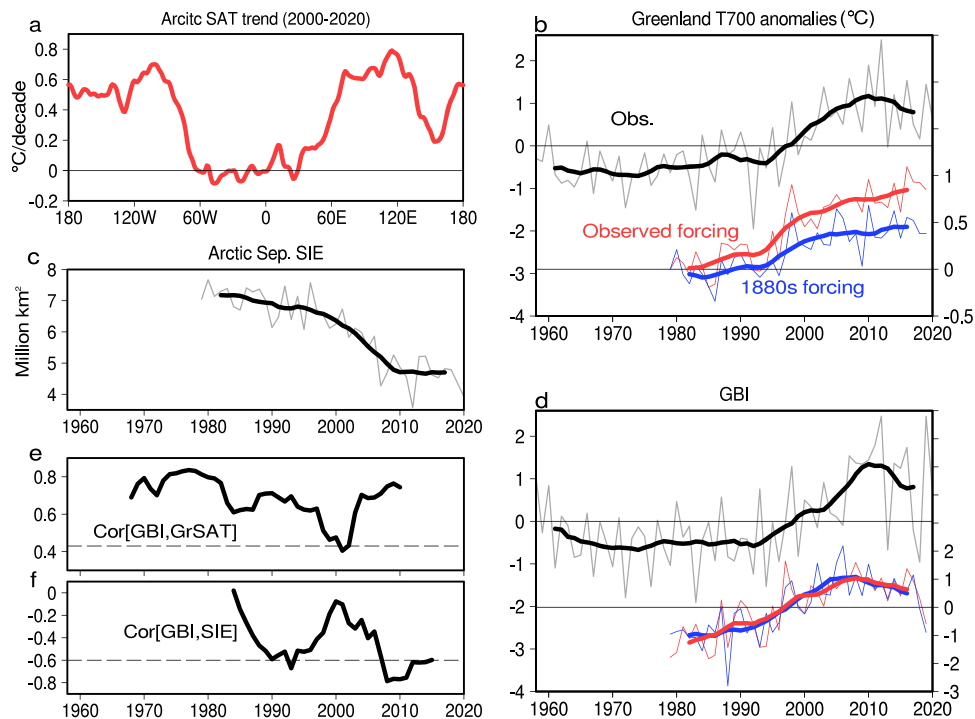 a
Arcitc SAT trend (2000-2020)
0.8
0.6
0.4
0.2
0
-0.2
°C/decade
180 120W 60W 0 60E 120E 180
b
Greenland T700 anomalies (°C)
2
1
0
-1
-2
-3
-4
Obs.
Observed forcing
1880s forcing
1
0.5
0
-0.5
1960 1970 1980 1990 2000 2010 2020
c
Arctic Sep. SIE
8
7
6
5
4
Million km²
1960 1970 1980 1990 2000 2010 2020
d
GBI
2
1
0
-1
-2
-3
-4
2
1
0
-1
-2
-3
1960 1970 1980 1990 2000 2010 2020
e
0.8
0.6
0.4
Cor[GBI,GrSAT]
f
0
-0.2
-0.4
-0.6
-0.8
Cor[GBI,SIE]
1960 1970 1980 1990 2000 2010 2020